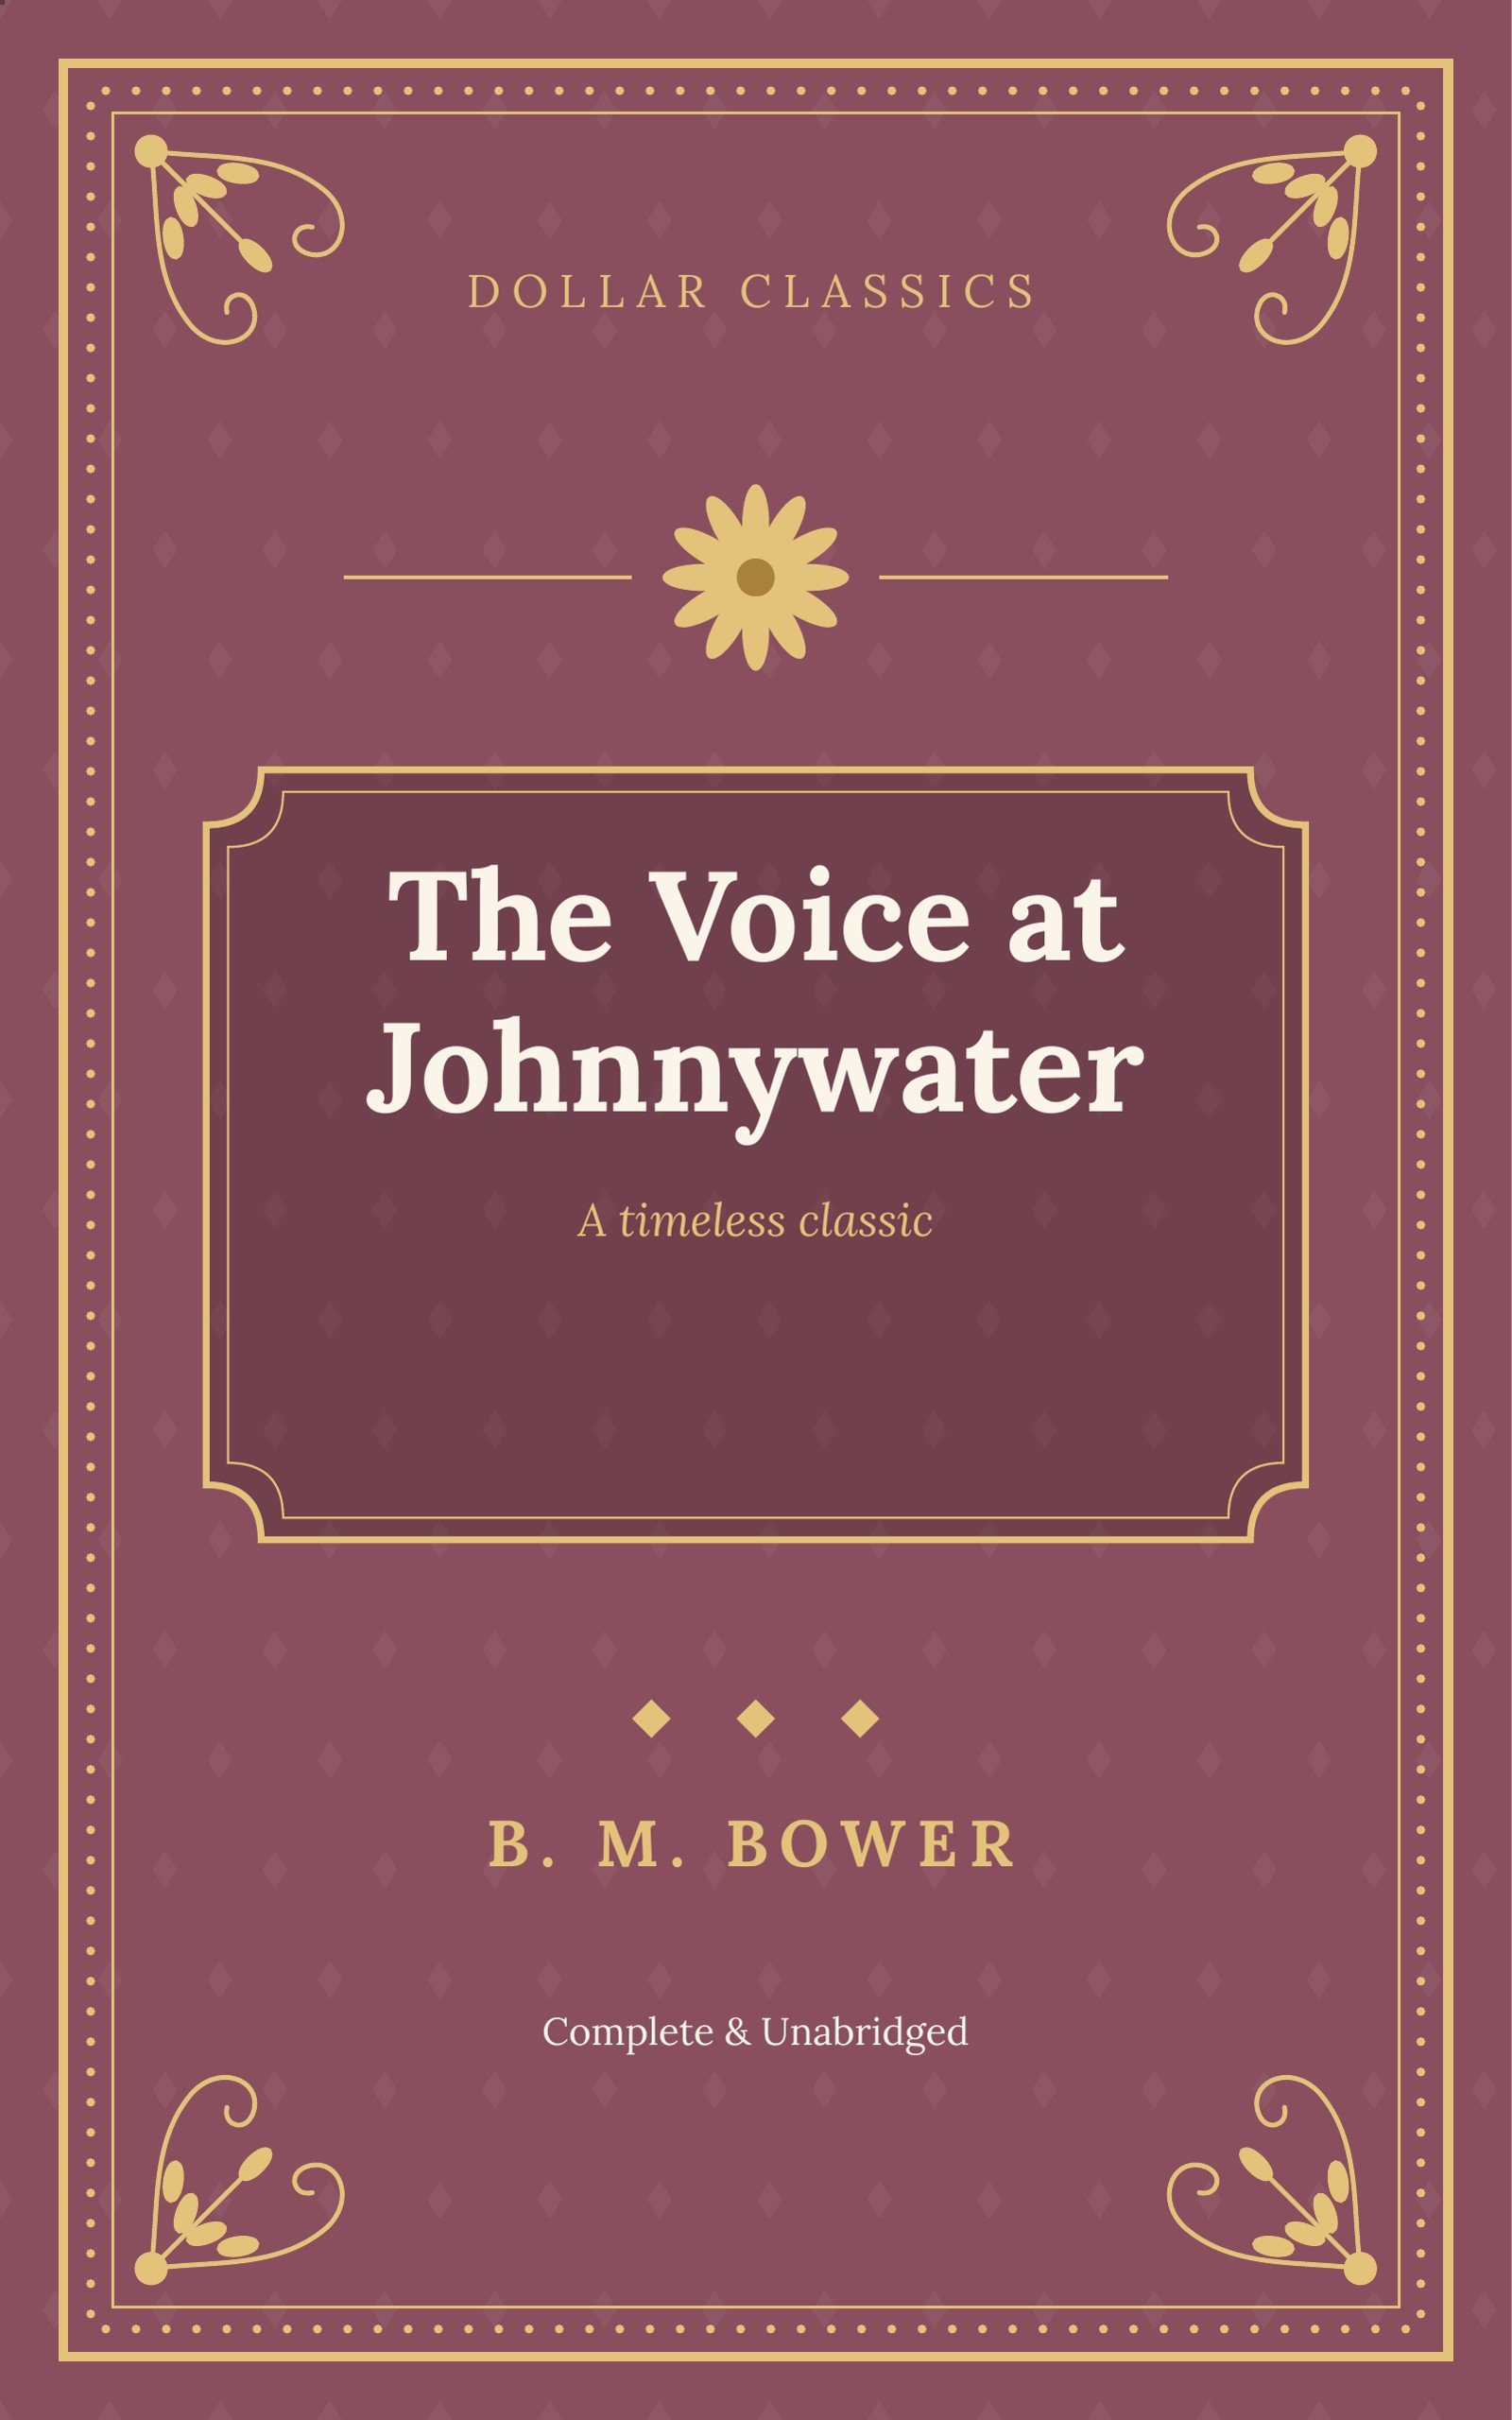 DOLLAR CLASSICS
The Voice at
Johnnywater
A timeless classic
B. M. BOWER
Complete & Unabridged